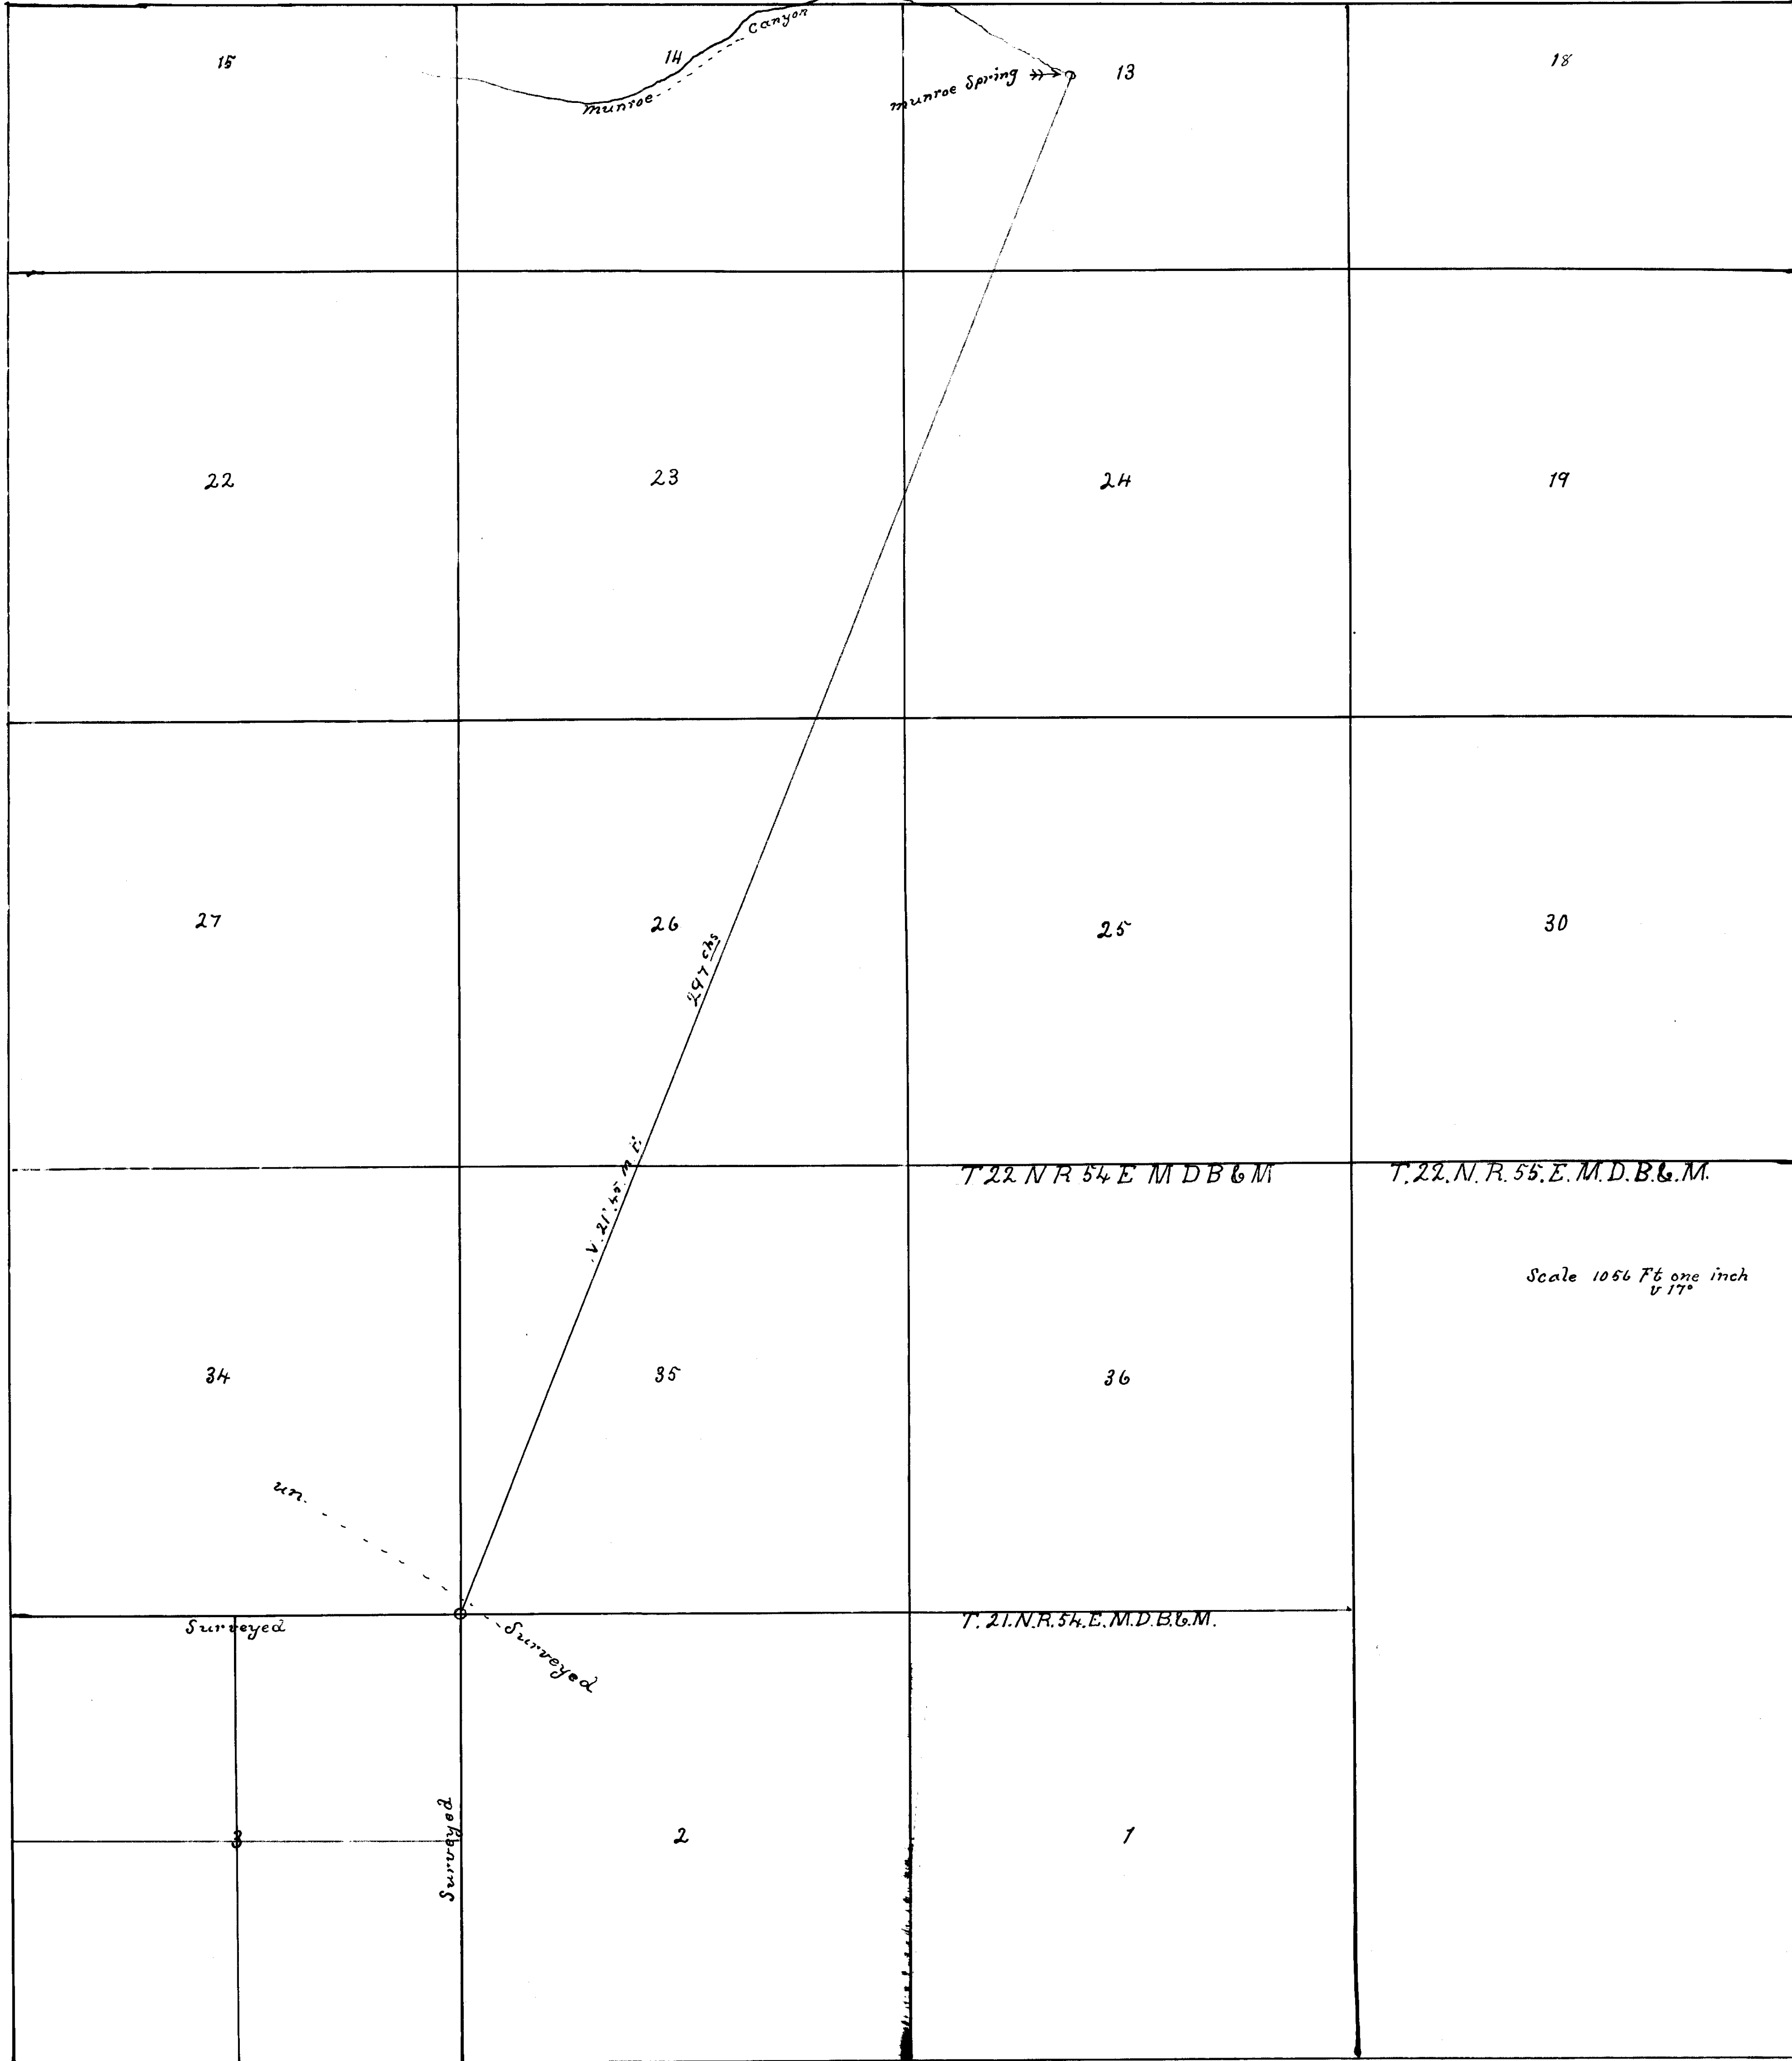 Canyon
15
14
munroe
munroe Spring
13
18
22
23
24
19
27
26
25
30
297 chs
T 22 N R 54 E M D B & M
T. 22. N. R. 55. E. M. D. B. & M.
Scale 1056 Ft one inch
v 17°
34
35
36
un.
Surveyed
Surveyed
T. 21. N. R. 54. E. M. D. B. & M.
Surveyed
3
2
1